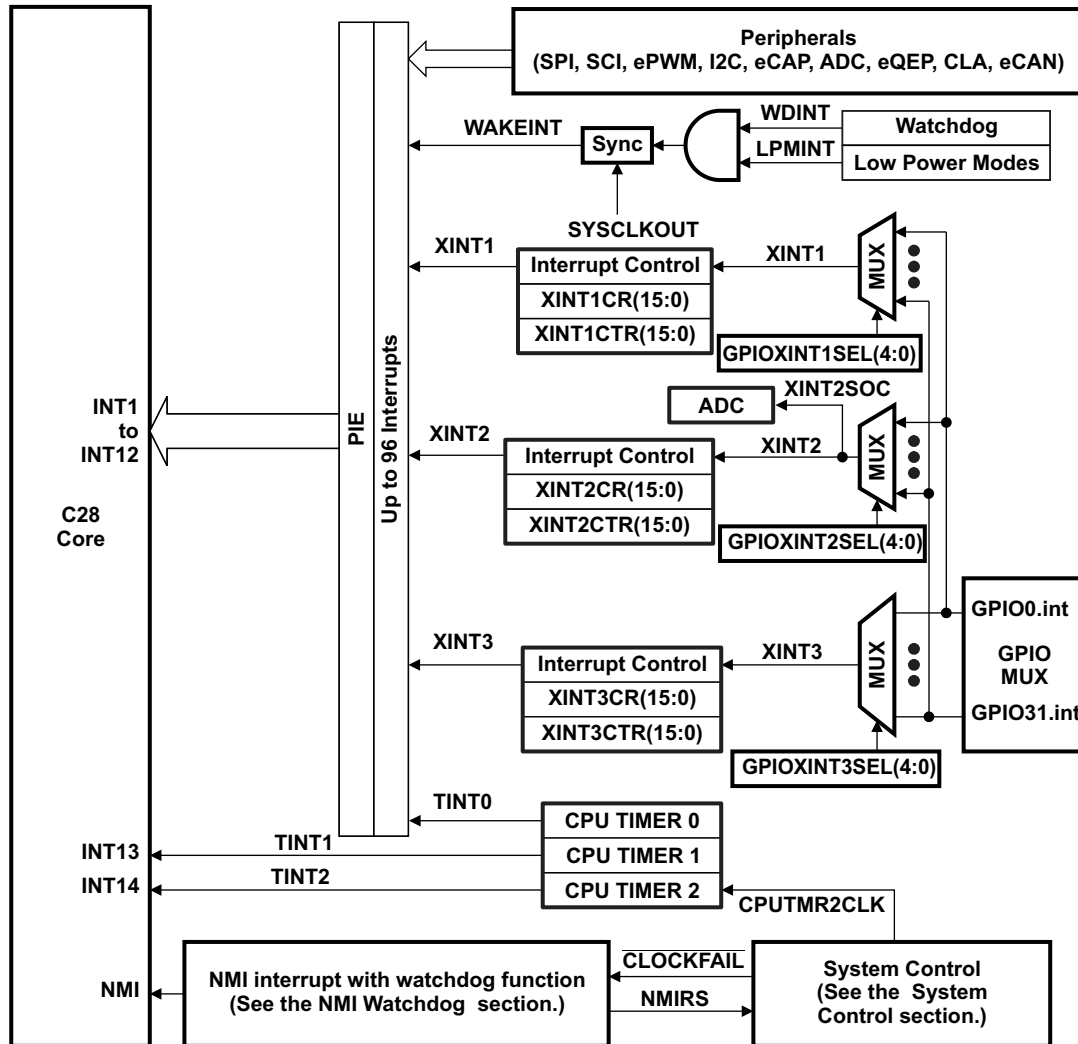 Peripherals
(SPI, SCI, ePWM, I2C, eCAP, ADC, eQEP, CLA, eCAN)
WDINT
WAKEINT
Watchdog
Sync
LPMINT
Low Power Modes
SYSCLKOUT
XINT1
Interrupt Control
XINT1
MUX
XINT1CR(15:0)
XINT1CTR(15:0)
GPIOXINT1SEL(4:0)
XINT2SOC
ADC
INT1
to
INT12
PIE
Up to 96 Interrupts
XINT2
Interrupt Control
XINT2
MUX
XINT2CR(15:0)
XINT2CTR(15:0)
GPIOXINT2SEL(4:0)
C28
Core
GPIO0.int
GPIO
MUX
GPIO31.int
XINT3
Interrupt Control
XINT3
MUX
XINT3CR(15:0)
XINT3CTR(15:0)
GPIOXINT3SEL(4:0)
TINT0
CPU TIMER 0
INT13
TINT1
CPU TIMER 1
INT14
TINT2
CPU TIMER 2
CPUTMR2CLK
NMI
NMI interrupt with watchdog function
(See the NMI Watchdog section.)
CLOCKFAIL
NMIRS
System Control
(See the System
Control section.)